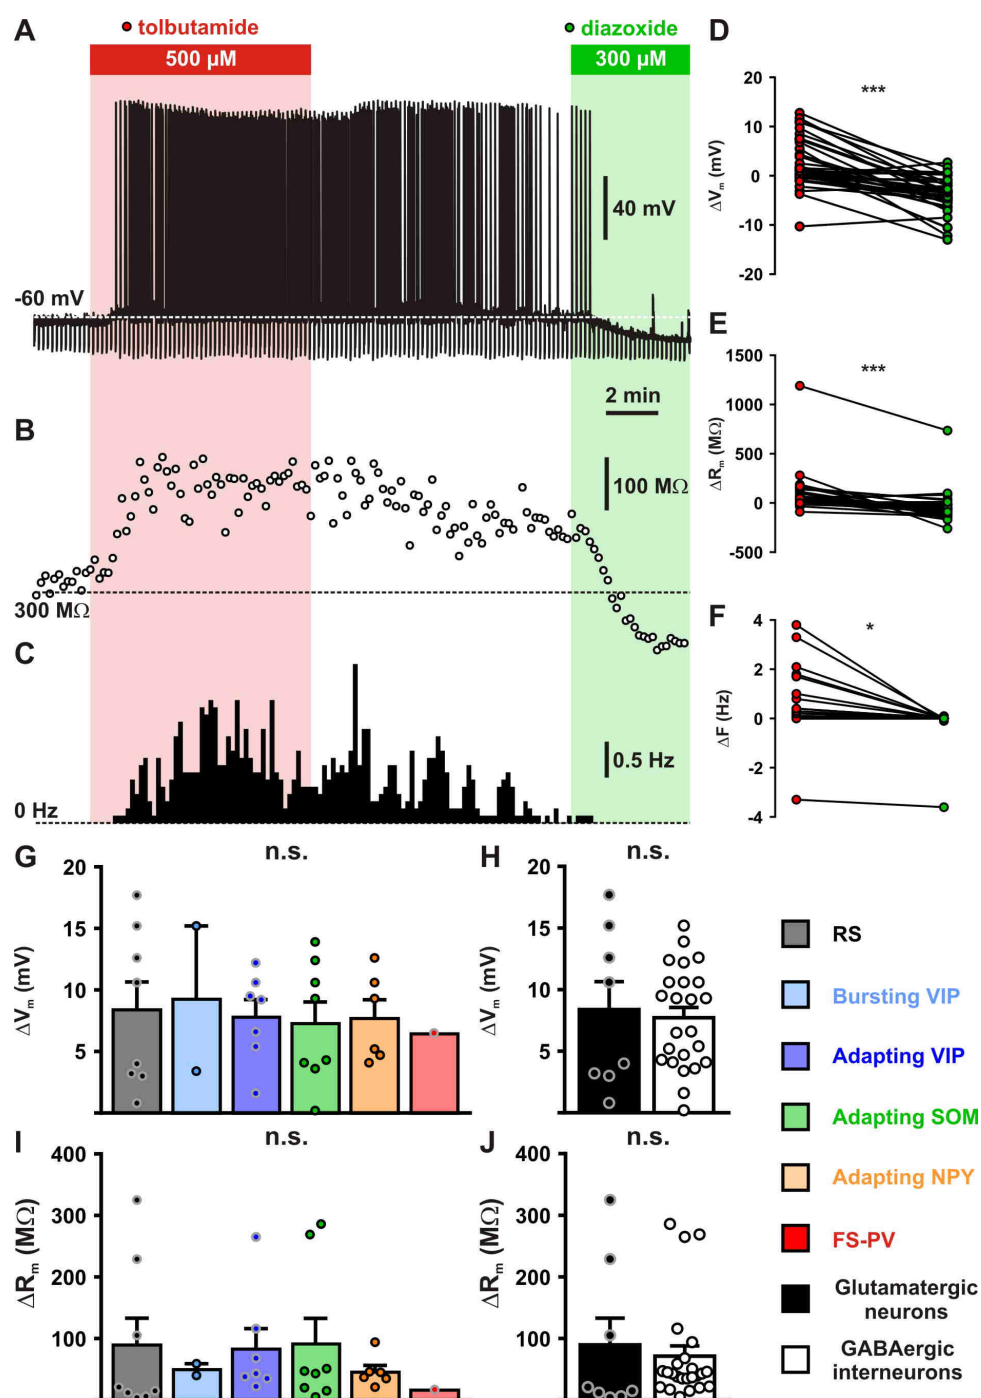 A
tolbutamide
diazoxide
500 µM
300 µM
40 mV
-60 mV
2 min
B
100 MΩ
300 MΩ
C
0.5 Hz
0 Hz
D
***
20
10
0
-10
-20
ΔVm (mV)
E
***
1500
1000
500
0
-500
ΔRm (MΩ)
F
*
4
2
0
-2
-4
ΔF (Hz)
G
n.s.
20
15
10
5
ΔVm (mV)
H
n.s.
20
15
10
5
ΔVm (mV)
I
n.s.
400
300
200
100
ΔRm (MΩ)
J
n.s.
400
300
200
100
ΔRm (MΩ)
RS
Bursting VIP
Adapting VIP
Adapting SOM
Adapting NPY
FS-PV
Glutamatergic
neurons
GABAergic
interneurons